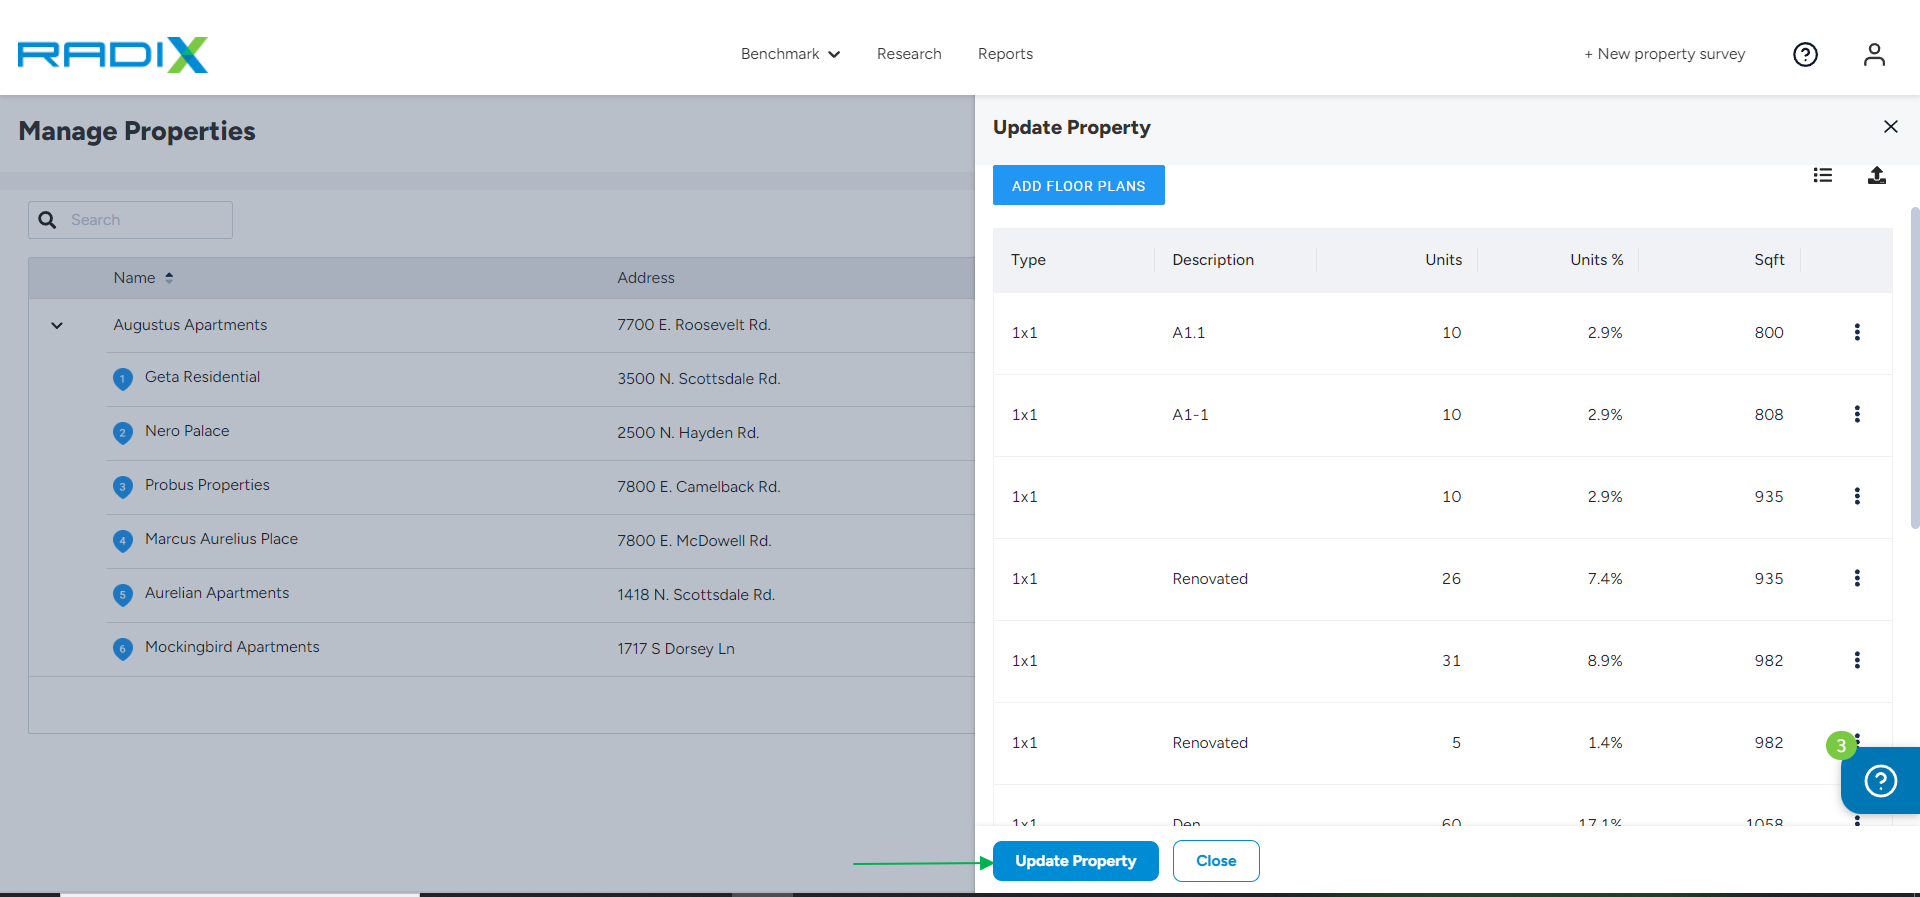 RADIX
Benchmark
Research
Reports
+ New property survey
Manage Properties
Search
Name
Address
Augustus Apartments
7700 E. Roosevelt Rd.
1
Geta Residential
3500 N. Scottsdale Rd.
2
Nero Palace
2500 N. Hayden Rd.
3
Probus Properties
7800 E. Camelback Rd.
4
Marcus Aurelius Place
7800 E. McDowell Rd.
5
Aurelian Apartments
1418 N. Scottsdale Rd.
6
Mockingbird Apartments
1717 S Dorsey Ln
Update Property
ADD FLOOR PLANS
Type Description Units Units % Sqft
1x1 A1.1 10 2.9% 800
1x1 A1-1 10 2.9% 808
1x1 10 2.9% 935
1x1 Renovated 26 7.4% 935
1x1 31 8.9% 982
1x1 Renovated 5 1.4% 982
1x1 Den 60 17.1% 1058
3
Update Property
Close